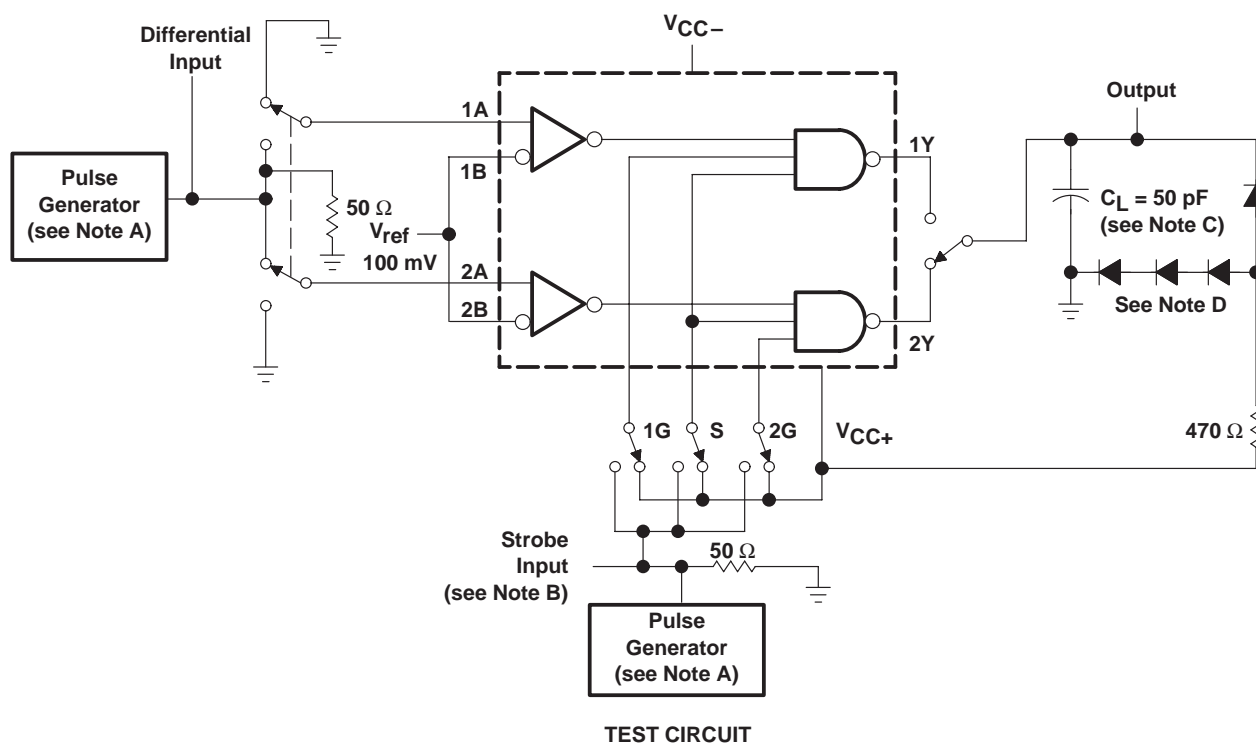 VCC−
Differential
Input
Output
1A
1Y
Pulse
Generator
(see Note A)
1B
50 Ω
CL = 50 pF
(see Note C)
Vref
100 mV
2A
2B
See Note D
2Y
1G
S
2G
VCC+
470 Ω
Strobe
Input
(see Note B)
50 Ω
Pulse
Generator
(see Note A)
TEST CIRCUIT